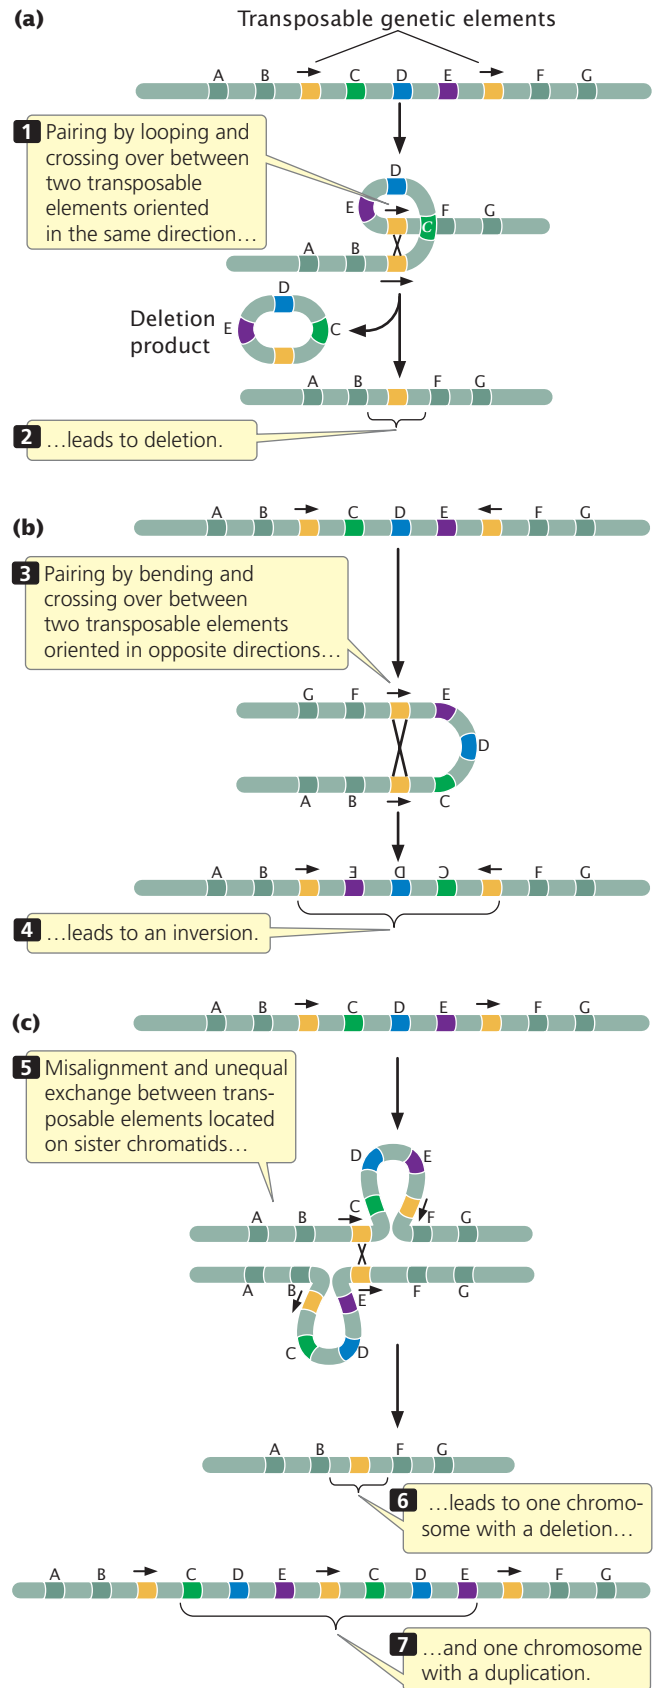 (a)
Transposable genetic elements
A B C D E F G
1 Pairing by looping and
crossing over between
two transposable
elements oriented
in the same direction…
D
E
C
F G
A B
Deletion
product
D
E C
A B F G
2 …leads to deletion.
(b)
A B C D E F G
3 Pairing by bending and
crossing over between
two transposable elements
oriented in opposite directions…
G F E
D
A B C
A B E D C F G
4 …leads to an inversion.
(c)
A B C D E F G
5 Misalignment and unequal
exchange between trans-
posable elements located
on sister chromatids…
D E
C
A B F G
A B E F G
C D
A B F G
6 …leads to one chromo-
some with a deletion…
A B C D E C D E F G
7 …and one chromosome
with a duplication.